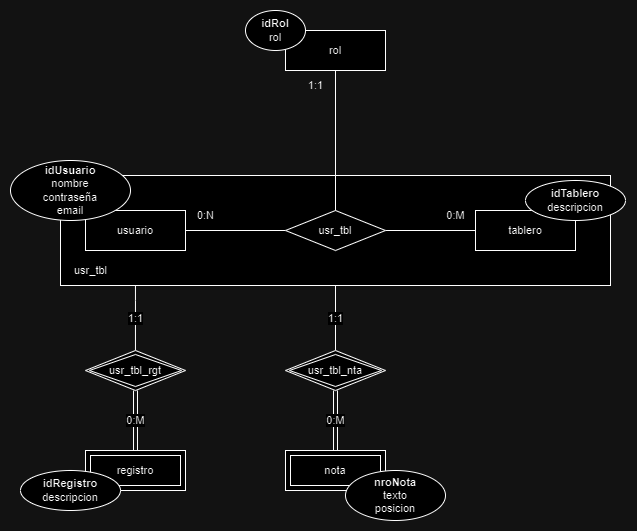 idRol
rol
rol
1:1
idUsuario
nombre
contraseña
email
idTablero
descripcion
usuario
0:N
usr_tbl
0:M
tablero
usr_tbl
1:1
1:1
usr_tbl_rgt
usr_tbl_nta
0:M
0:M
registro
nota
idRegistro
descripcion
nroNota
texto
posicion